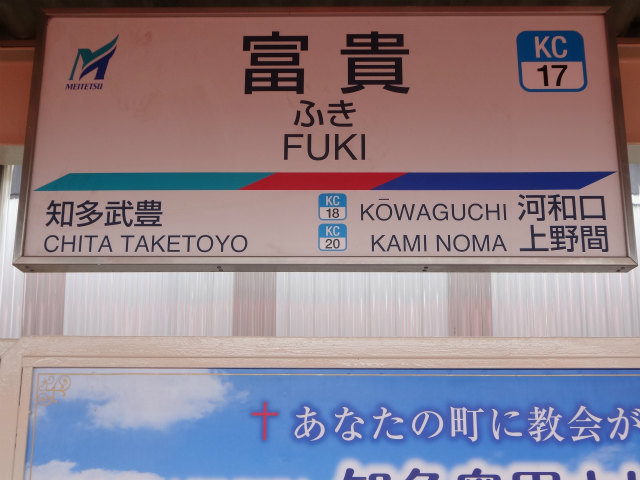 MEITETSU
富貴
KC
17
ふき
FUKI
知多武豊
KC
18
KŌWAGUCHI 河和口
CHITA TAKETOYO
KC
20
KAMI NOMA 上野間
あなたの町に教会が